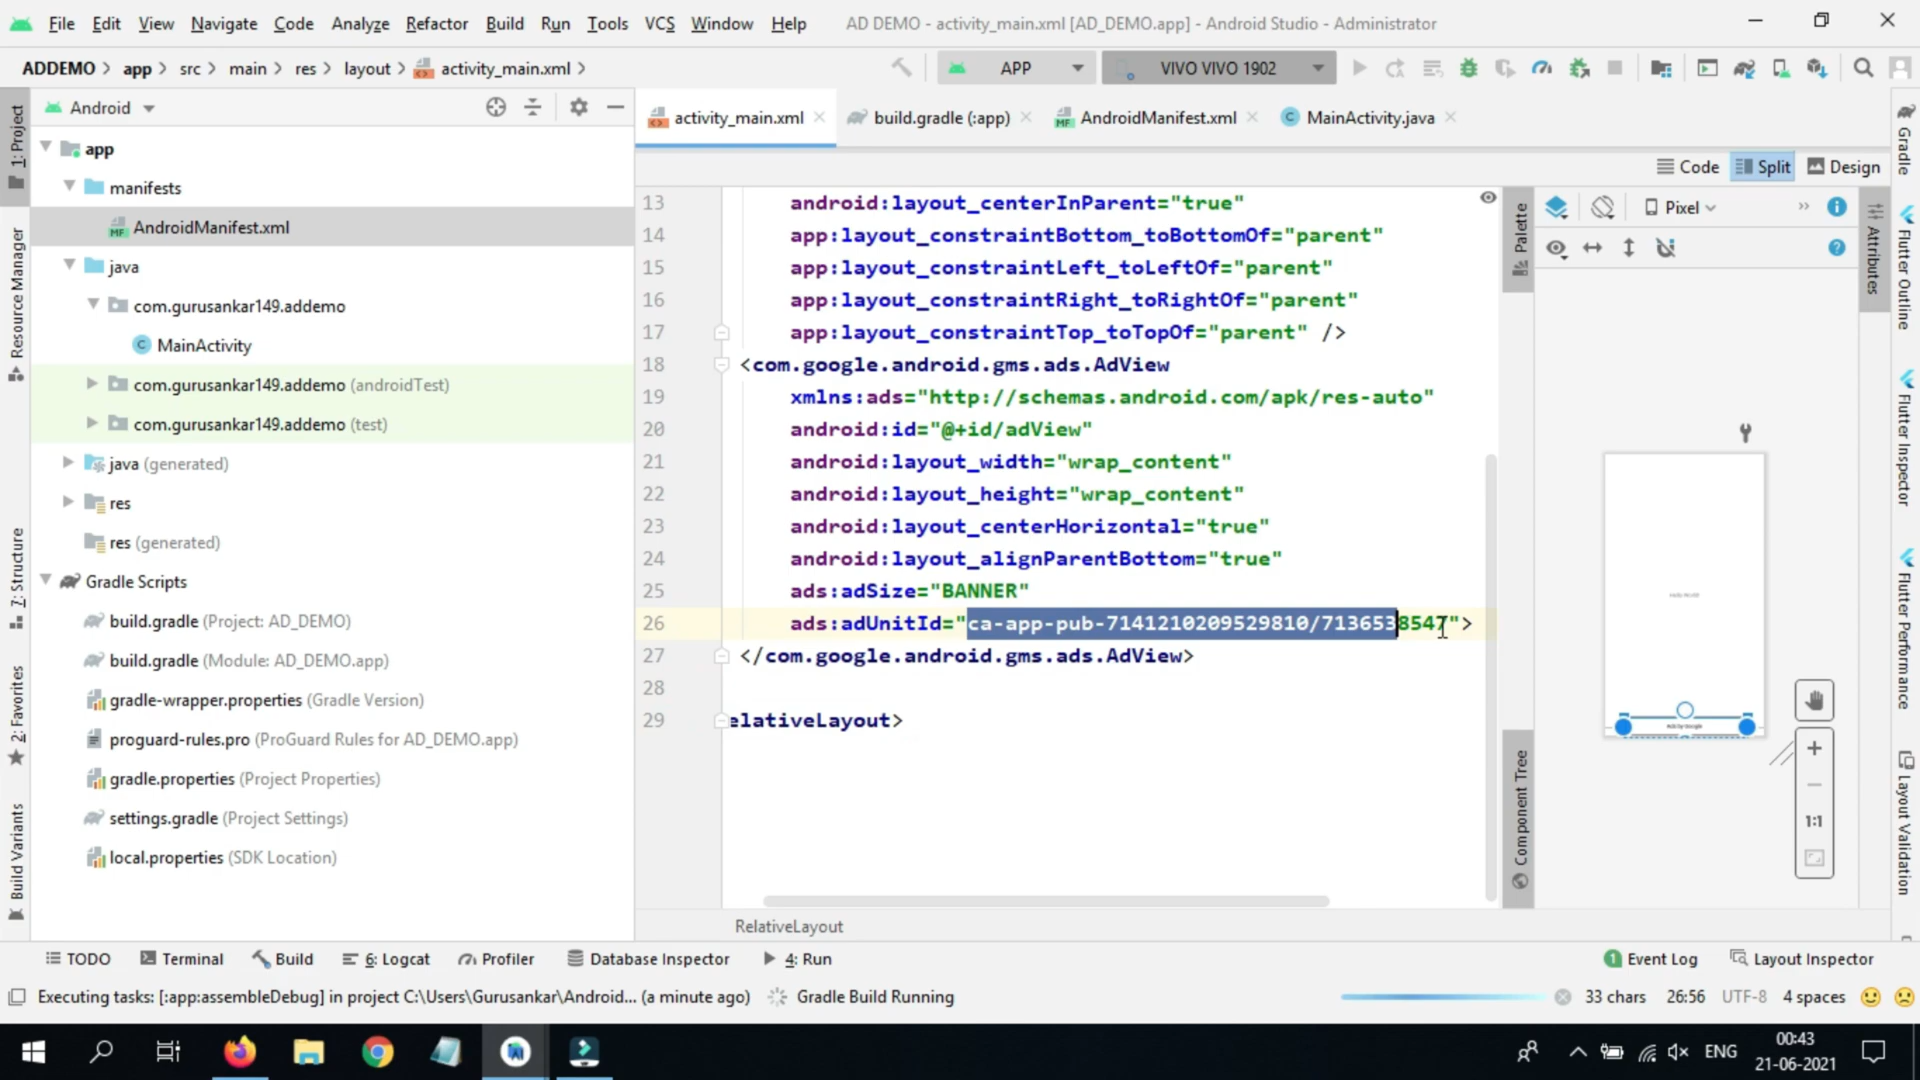 File Edit View Navigate Code Analyze Refactor Build Run Tools VCS Window Help AD DEMO - activity_main.xml [AD_DEMO.app] - Android Studio - Administrator
ADDEMO app src main res layout activity_main.xml APP VIVO VIVO 1902
Android
activity_main.xml build.gradle (:app) AndroidManifest.xml MainActivity.java
Code Split Design
1: Project
Resource Manager
7: Structure
2: Favorites
Build Variants
app
manifests
AndroidManifest.xml
java
com.gurusankar149.addemo
MainActivity
com.gurusankar149.addemo (androidTest)
com.gurusankar149.addemo (test)
java (generated)
res
res (generated)
Gradle Scripts
build.gradle (Project: AD_DEMO)
build.gradle (Module: AD_DEMO.app)
gradle-wrapper.properties (Gradle Version)
proguard-rules.pro (ProGuard Rules for AD_DEMO.app)
gradle.properties (Project Properties)
settings.gradle (Project Settings)
local.properties (SDK Location)
13 android:layout_centerInParent="true"
14 app:layout_constraintBottom_toBottomOf="parent"
15 app:layout_constraintLeft_toLeftOf="parent"
16 app:layout_constraintRight_toRightOf="parent"
17 app:layout_constraintTop_toTopOf="parent" />
18 <com.google.android.gms.ads.AdView
19 xmlns:ads="http://schemas.android.com/apk/res-auto"
20 android:id="@+id/adView"
21 android:layout_width="wrap_content"
22 android:layout_height="wrap_content"
23 android:layout_centerHorizontal="true"
24 android:layout_alignParentBottom="true"
25 ads:adSize="BANNER"
26 ads:adUnitId="ca-app-pub-7141210209529810/7136538547">
27 </com.google.android.gms.ads.AdView>
28
29 elativeLayout>
RelativeLayout
Palette
Component Tree
Pixel
Hello World!
Ads by Google
1:1
Attributes
Gradle
Flutter Outline
Flutter Inspector
Flutter Performance
Layout Validation
TODO Terminal Build 6: Logcat Profiler Database Inspector 4: Run 1 Event Log Layout Inspector
Executing tasks: [:app:assembleDebug] in project C:\Users\Gurusankar\Android... (a minute ago) Gradle Build Running 33 chars 26:56 UTF-8 4 spaces
ENG 00:43
21-06-2021